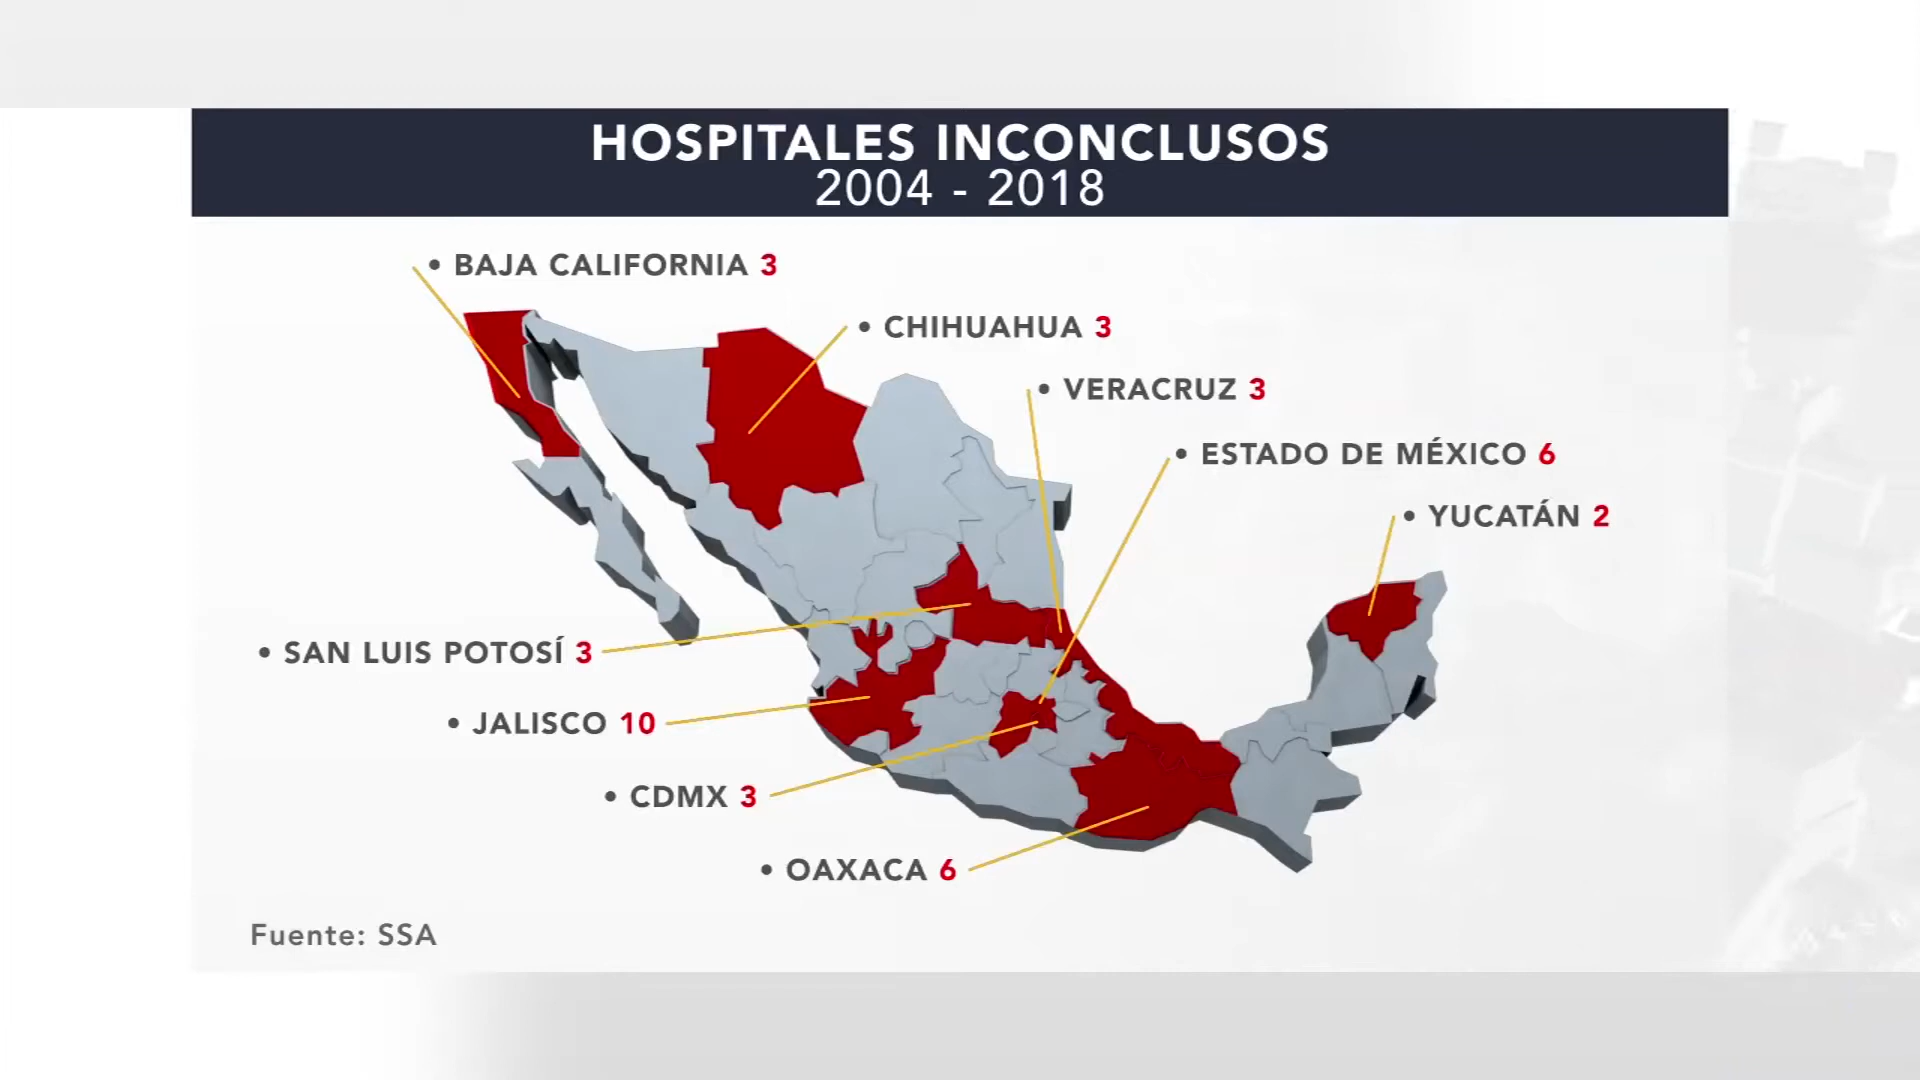 HOSPITALES INCONCLUSOS
2004 - 2018
• BAJA CALIFORNIA 3
• CHIHUAHUA 3
• VERACRUZ 3
• ESTADO DE MÉXICO 6
• YUCATÁN 2
• SAN LUIS POTOSÍ 3
• JALISCO 10
• CDMX 3
• OAXACA 6
Fuente: SSA